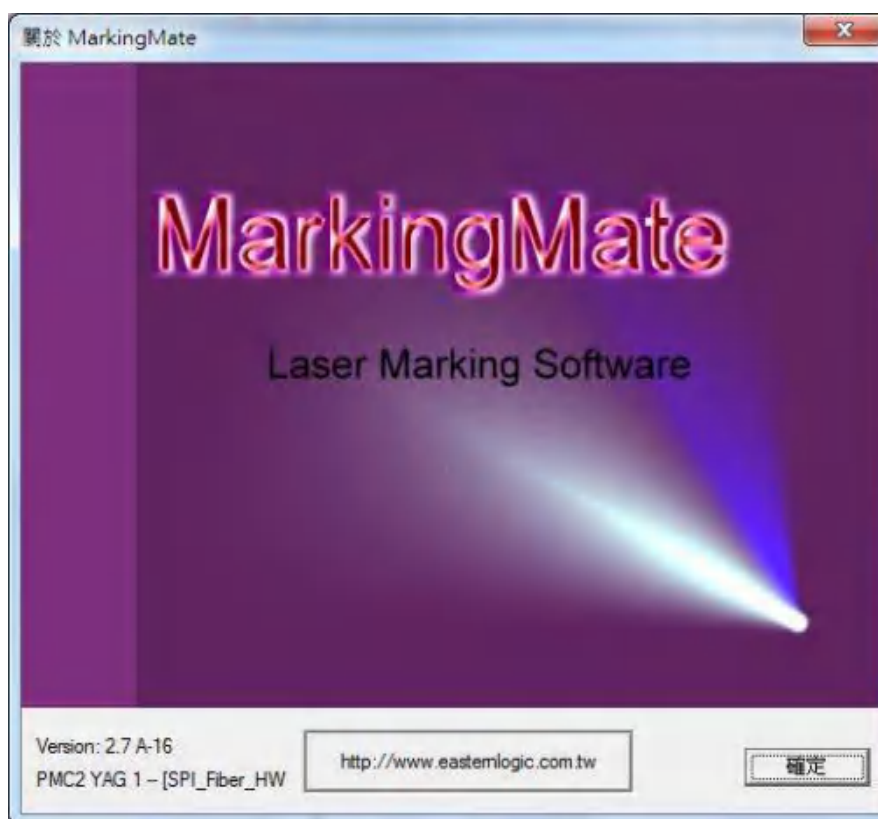 關於 MarkingMate
MarkingMate
Laser Marking Software
Version: 2.7 A-16
PMC2 YAG 1 – [SPI_Fiber_HW
http://www.easternlogic.com.tw
確定